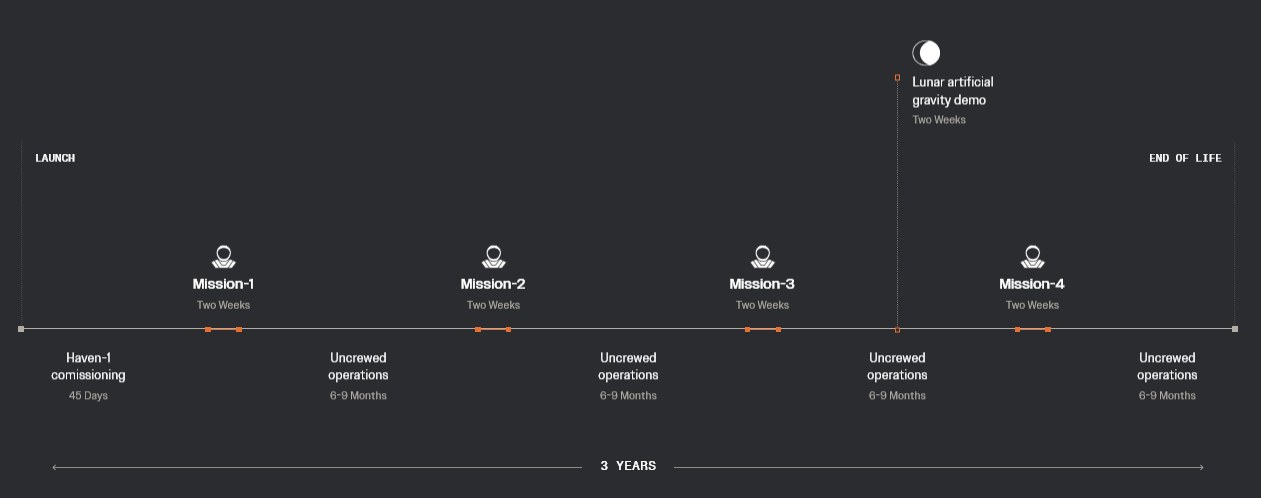 Lunar artificial
gravity demo
Two Weeks
LAUNCH
END OF LIFE
Mission-1
Two Weeks
Mission-2
Two Weeks
Mission-3
Two Weeks
Mission-4
Two Weeks
Haven-1
comissioning
45 Days
Uncrewed
operations
6-9 Months
Uncrewed
operations
6-9 Months
Uncrewed
operations
6-9 Months
Uncrewed
operations
6-9 Months
3 YEARS